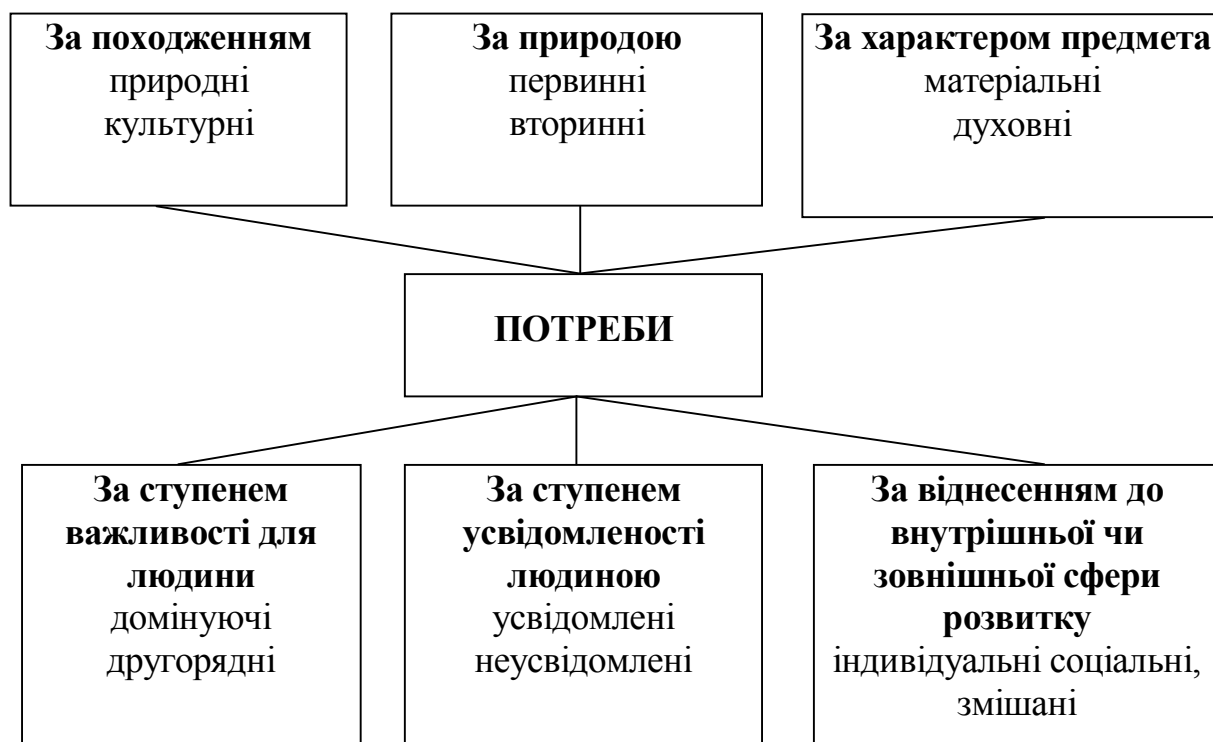 За походженням
природні
культурні
За природою
первинні
вторинні
За характером предмета
матеріальні
духовні
ПОТРЕБИ
За ступенем
важливості для
людини
домінуючі
другорядні
За ступенем
усвідомленості
людиною
усвідомлені
неусвідомлені
За віднесенням до
внутрішньої чи
зовнішньої сфери
розвитку
індивідуальні соціальні,
змішані